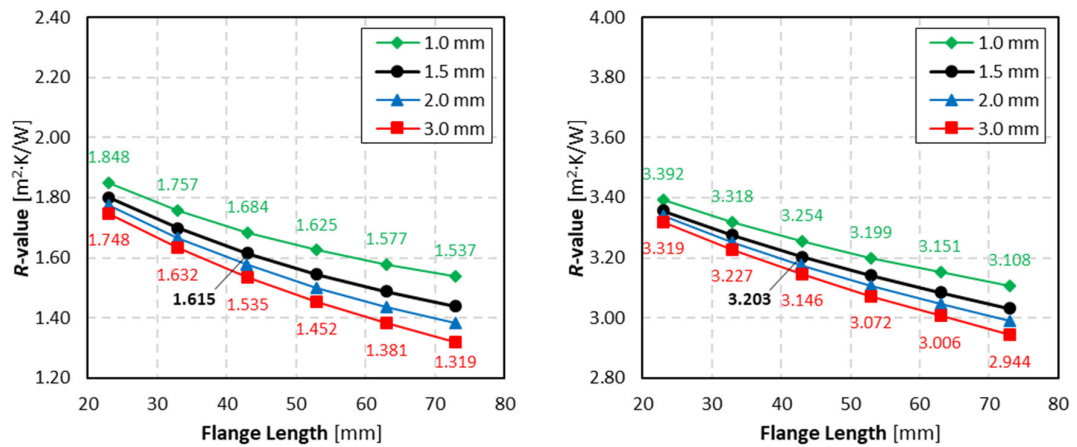 2.40
2.20
2.00
1.80
1.60
1.40
1.20
R-value [m²·K/W]
1.0 mm
1.5 mm
2.0 mm
3.0 mm
1.848
1.757
1.684
1.625
1.577
1.537
1.748
1.632
1.615
1.535
1.452
1.381
1.319
20 30 40 50 60 70 80
Flange Length [mm]
4.00
3.80
3.60
3.40
3.20
3.00
2.80
R-value [m²·K/W]
1.0 mm
1.5 mm
2.0 mm
3.0 mm
3.392
3.318
3.254
3.199
3.151
3.108
3.319
3.227
3.203
3.146
3.072
3.006
2.944
20 30 40 50 60 70 80
Flange Length [mm]